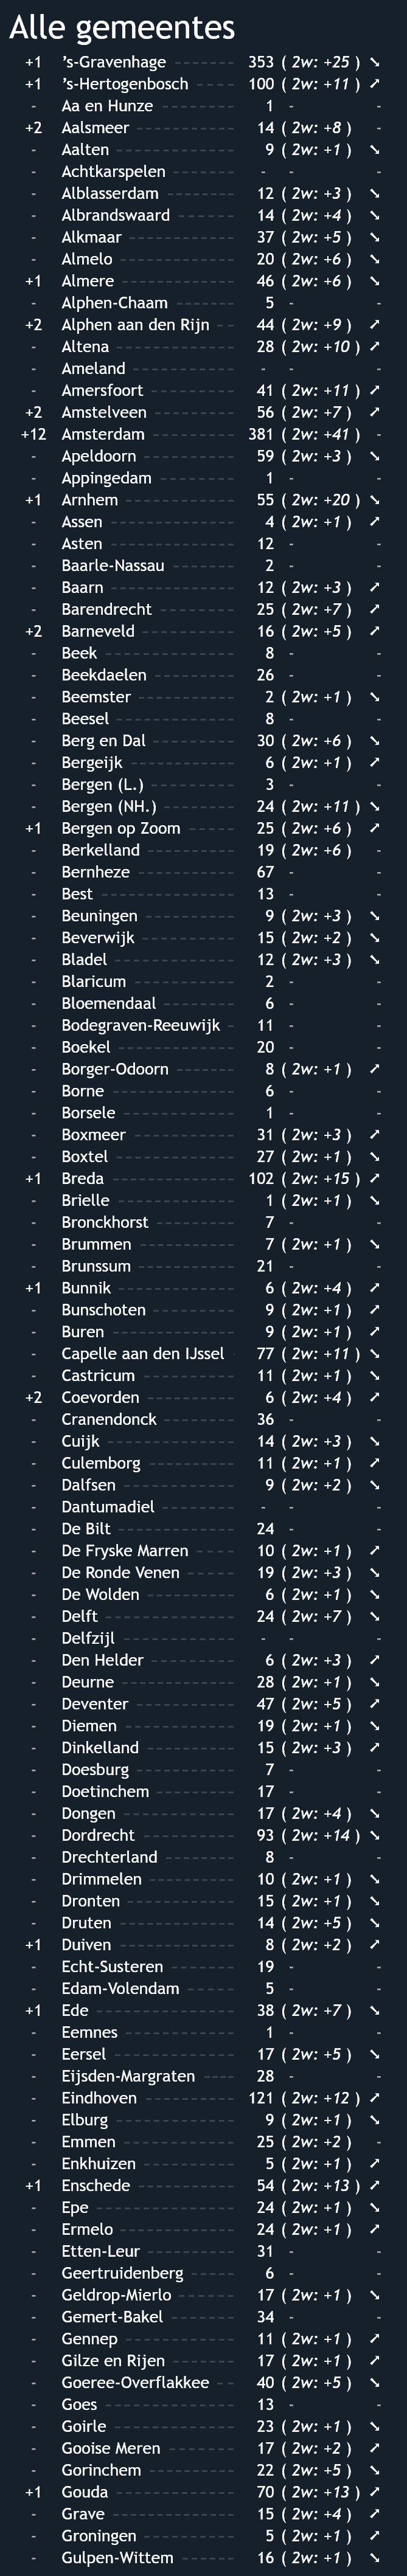 Alle gemeentes
+1 ’s-Gravenhage 353 ( 2w: +25 ) ➘
+1 ’s-Hertogenbosch 100 ( 2w: +11 ) ➚
- Aa en Hunze 1 - -
+2 Aalsmeer 14 ( 2w: +8 ) -
- Aalten 9 ( 2w: +1 ) ➘
- Achtkarspelen - - -
- Alblasserdam 12 ( 2w: +3 ) ➘
- Albrandswaard 14 ( 2w: +4 ) ➘
- Alkmaar 37 ( 2w: +5 ) ➘
- Almelo 20 ( 2w: +6 ) ➘
+1 Almere 46 ( 2w: +6 ) ➘
- Alphen-Chaam 5 - -
+2 Alphen aan den Rijn 44 ( 2w: +9 ) ➚
- Altena 28 ( 2w: +10 ) ➚
- Ameland - - -
- Amersfoort 41 ( 2w: +11 ) ➚
+2 Amstelveen 56 ( 2w: +7 ) ➚
+12 Amsterdam 381 ( 2w: +41 ) -
- Apeldoorn 59 ( 2w: +3 ) ➘
- Appingedam 1 - -
+1 Arnhem 55 ( 2w: +20 ) ➘
- Assen 4 ( 2w: +1 ) ➚
- Asten 12 - -
- Baarle-Nassau 2 - -
- Baarn 12 ( 2w: +3 ) ➚
- Barendrecht 25 ( 2w: +7 ) ➚
+2 Barneveld 16 ( 2w: +5 ) ➚
- Beek 8 - -
- Beekdaelen 26 - -
- Beemster 2 ( 2w: +1 ) ➘
- Beesel 8 - -
- Berg en Dal 30 ( 2w: +6 ) ➘
- Bergeijk 6 ( 2w: +1 ) ➚
- Bergen (L.) 3 - -
- Bergen (NH.) 24 ( 2w: +11 ) ➘
+1 Bergen op Zoom 25 ( 2w: +6 ) ➚
- Berkelland 19 ( 2w: +6 ) -
- Bernheze 67 - -
- Best 13 - -
- Beuningen 9 ( 2w: +3 ) ➘
- Beverwijk 15 ( 2w: +2 ) ➘
- Bladel 12 ( 2w: +3 ) ➘
- Blaricum 2 - -
- Bloemendaal 6 - -
- Bodegraven-Reeuwijk 11 - -
- Boekel 20 - -
- Borger-Odoorn 8 ( 2w: +1 ) ➚
- Borne 6 - -
- Borsele 1 - -
- Boxmeer 31 ( 2w: +3 ) ➚
- Boxtel 27 ( 2w: +1 ) ➘
+1 Breda 102 ( 2w: +15 ) ➚
- Brielle 1 ( 2w: +1 ) ➘
- Bronckhorst 7 - -
- Brummen 7 ( 2w: +1 ) ➘
- Brunssum 21 - -
+1 Bunnik 6 ( 2w: +4 ) ➚
- Bunschoten 9 ( 2w: +1 ) ➚
- Buren 9 ( 2w: +1 ) ➚
- Capelle aan den IJssel 77 ( 2w: +11 ) ➘
- Castricum 11 ( 2w: +1 ) ➘
+2 Coevorden 6 ( 2w: +4 ) ➚
- Cranendonck 36 - -
- Cuijk 14 ( 2w: +3 ) ➘
- Culemborg 11 ( 2w: +1 ) ➚
- Dalfsen 9 ( 2w: +2 ) ➘
- Dantumadiel - - -
- De Bilt 24 - -
- De Fryske Marren 10 ( 2w: +1 ) ➚
- De Ronde Venen 19 ( 2w: +3 ) ➘
- De Wolden 6 ( 2w: +1 ) ➘
- Delft 24 ( 2w: +7 ) ➘
- Delfzijl - - -
- Den Helder 6 ( 2w: +3 ) ➚
- Deurne 28 ( 2w: +1 ) ➘
- Deventer 47 ( 2w: +5 ) ➚
- Diemen 19 ( 2w: +1 ) ➘
- Dinkelland 15 ( 2w: +3 ) ➚
- Doesburg 7 - -
- Doetinchem 17 - -
- Dongen 17 ( 2w: +4 ) ➘
- Dordrecht 93 ( 2w: +14 ) ➘
- Drechterland 8 - -
- Drimmelen 10 ( 2w: +1 ) ➘
- Dronten 15 ( 2w: +1 ) ➘
- Druten 14 ( 2w: +5 ) ➘
+1 Duiven 8 ( 2w: +2 ) ➚
- Echt-Susteren 19 - -
- Edam-Volendam 5 - -
+1 Ede 38 ( 2w: +7 ) ➘
- Eemnes 1 - -
- Eersel 17 ( 2w: +5 ) ➘
- Eijsden-Margraten 28 - -
- Eindhoven 121 ( 2w: +12 ) ➚
- Elburg 9 ( 2w: +1 ) ➘
- Emmen 25 ( 2w: +2 ) -
- Enkhuizen 5 ( 2w: +1 ) ➚
+1 Enschede 54 ( 2w: +13 ) ➚
- Epe 24 ( 2w: +1 ) ➘
- Ermelo 24 ( 2w: +1 ) ➚
- Etten-Leur 31 - -
- Geertruidenberg 6 - -
- Geldrop-Mierlo 17 ( 2w: +1 ) ➘
- Gemert-Bakel 34 - -
- Gennep 11 ( 2w: +1 ) ➚
- Gilze en Rijen 17 ( 2w: +1 ) ➚
- Goeree-Overflakkee 40 ( 2w: +5 ) ➘
- Goes 13 - -
- Goirle 23 ( 2w: +1 ) ➘
- Gooise Meren 17 ( 2w: +2 ) ➚
- Gorinchem 22 ( 2w: +5 ) ➘
+1 Gouda 70 ( 2w: +13 ) ➚
- Grave 15 ( 2w: +4 ) ➚
- Groningen 5 ( 2w: +1 ) ➚
- Gulpen-Wittem 16 ( 2w: +1 ) ➘